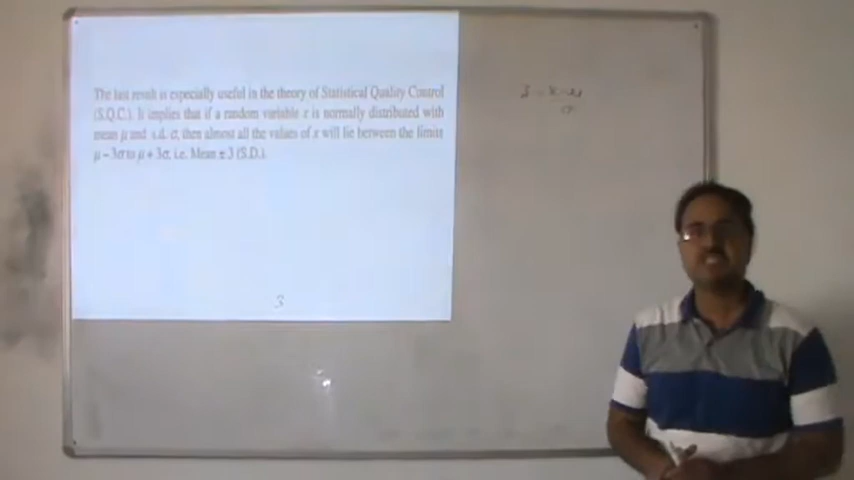 The last result is especially useful in the theory of Statistical Quality Control
(S.Q.C.). It implies that if a random variable x is normally distributed with
mean μ and s.d. σ, then almost all the values of x will lie between the limits
μ – 3σ to μ + 3σ, i.e. Mean ± 3 (S.D.).
3